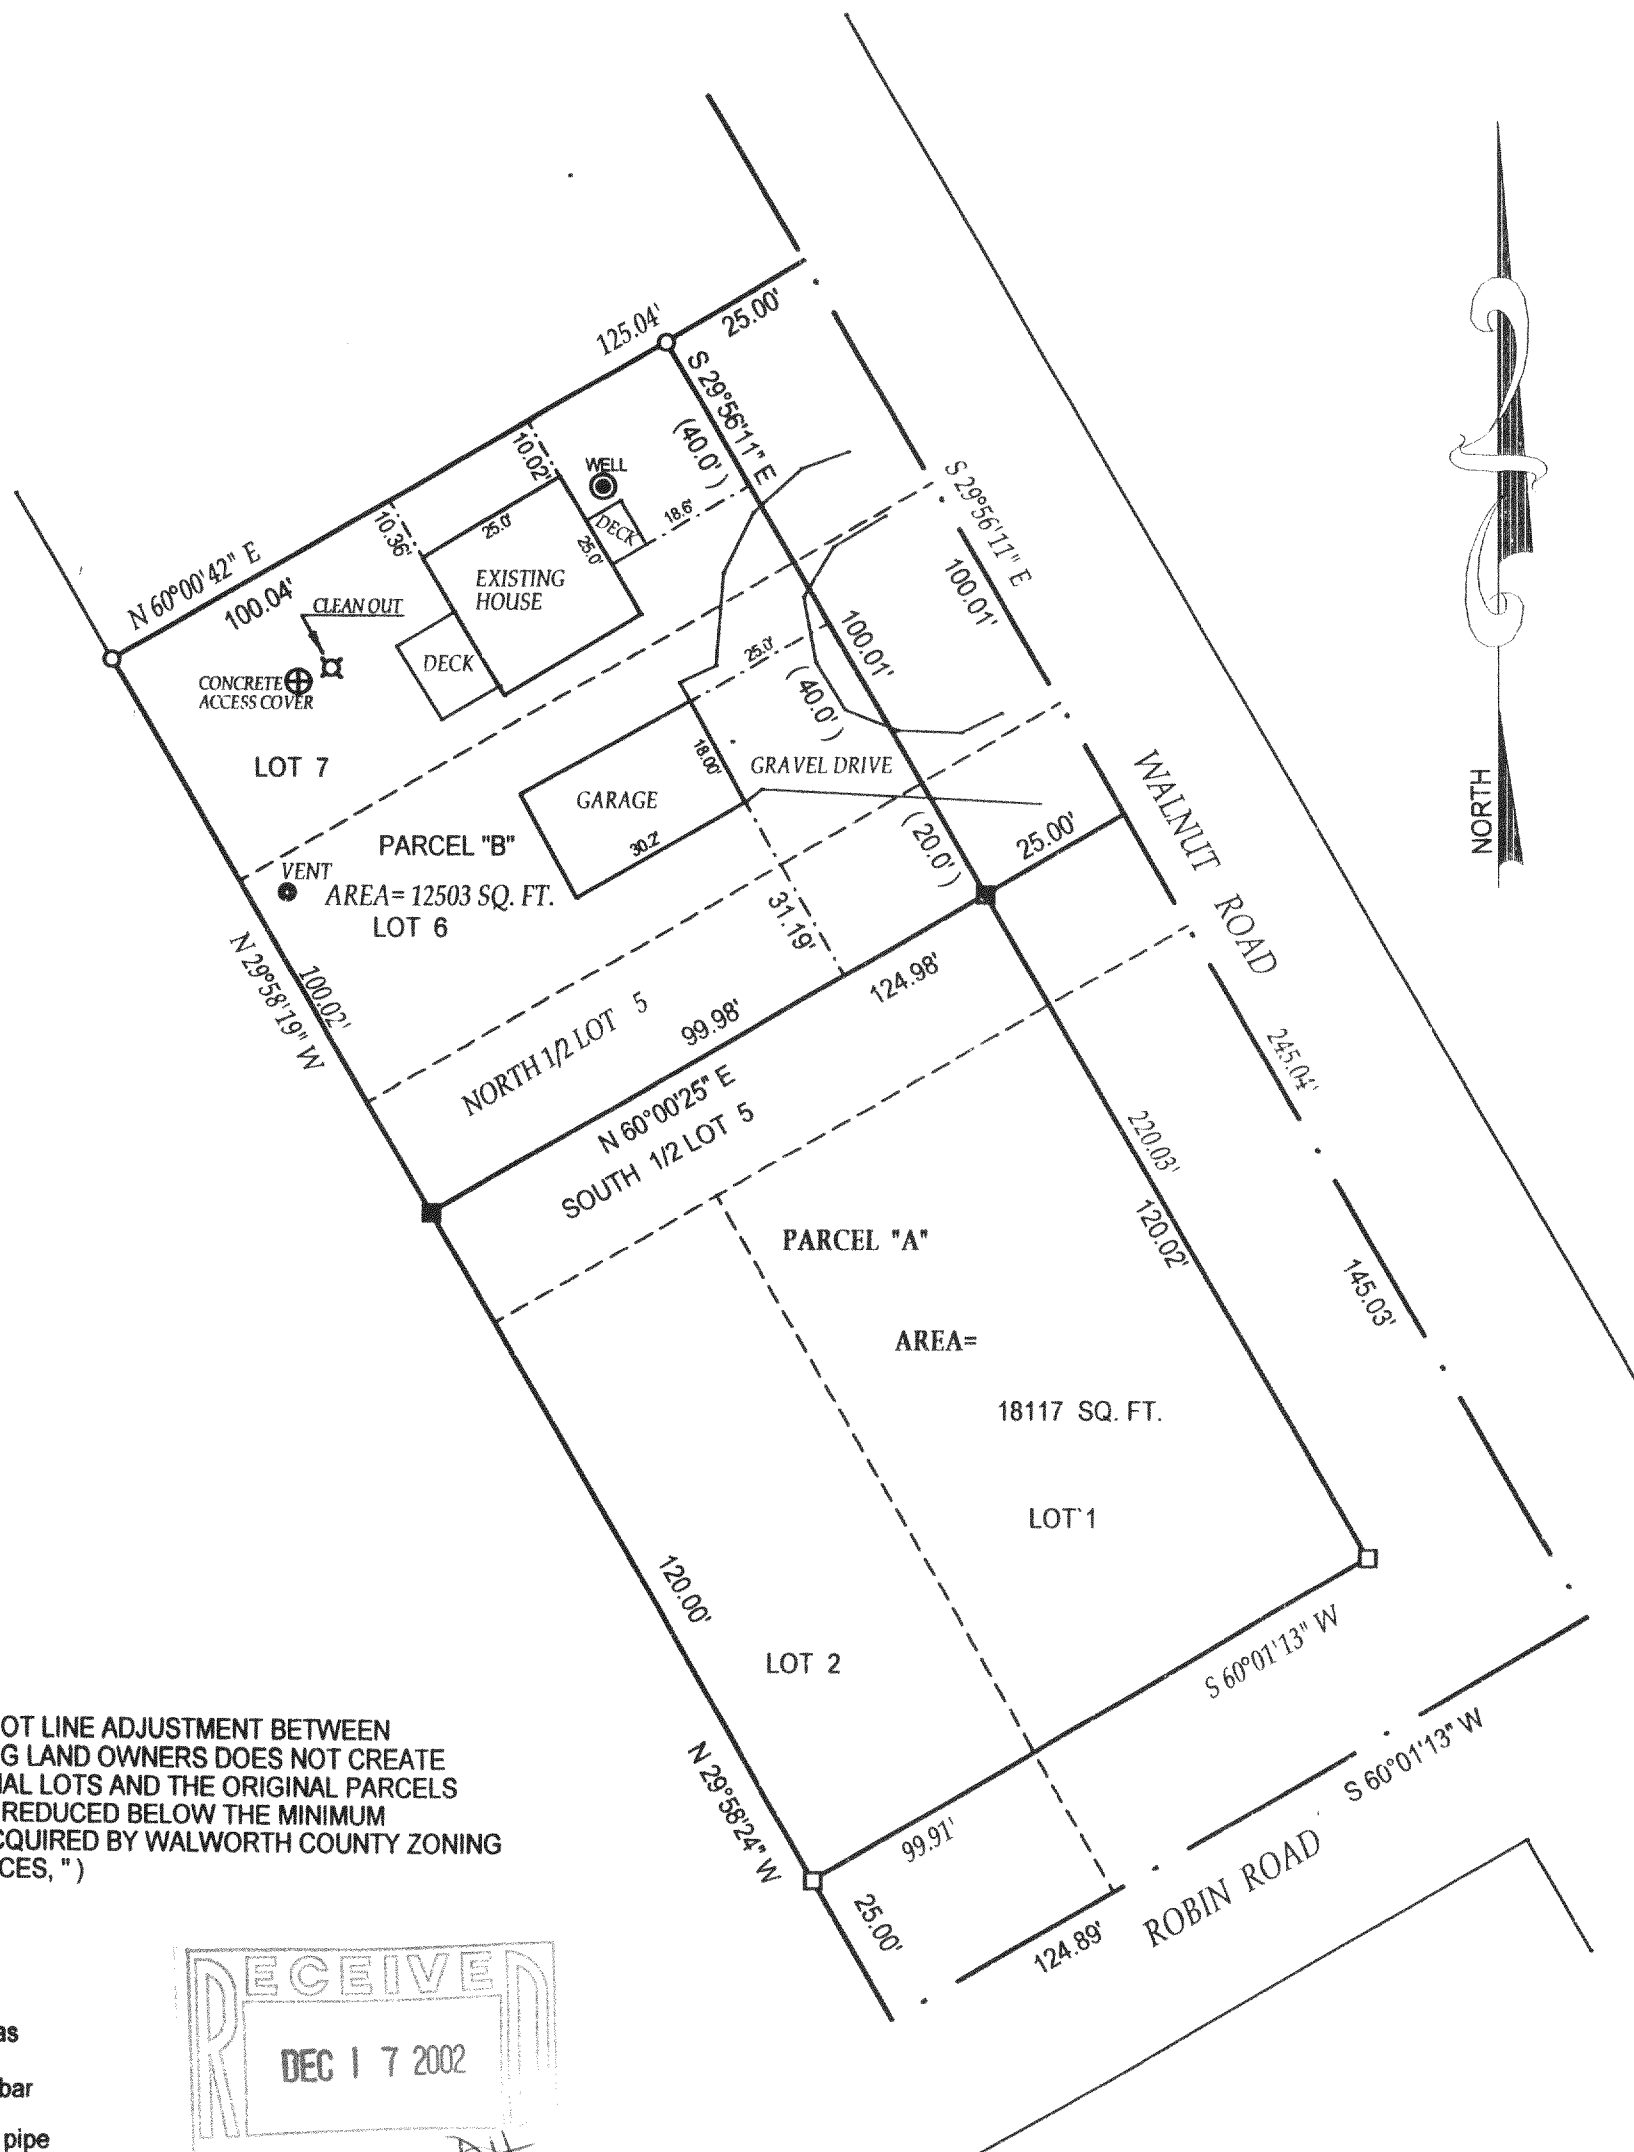 125.04'
25.00'
S 29°56'11" E
(40.0')
10.02'
WELL
10.36'
25.0'
DECK
18.6'
25.0'
S 29°56'11" E
N 60°00'42" E
100.04'
EXISTING
HOUSE
CLEAN OUT
100.01'
100.01'
25.0'
DECK
CONCRETE
ACCESS COVER
(40.0')
LOT 7
18.00'
GRAVEL DRIVE
WALNUT ROAD
NORTH
GARAGE
30.2'
PARCEL "B"
(20.0')
25.00'
VENT
AREA= 12503 SQ. FT.
LOT 6
31.19'
N 29°58'19" W
100.02'
124.98'
99.98'
NORTH 1/2 LOT 5
245.04'
N 60°00'25" E
SOUTH 1/2 LOT 5
220.03'
120.02'
PARCEL "A"
145.03'
AREA=
18117 SQ. FT.
LOT 1
120.00'
LOT 2
S 60°01'13" W
OT LINE ADJUSTMENT BETWEEN
G LAND OWNERS DOES NOT CREATE
IAL LOTS AND THE ORIGINAL PARCELS
REDUCED BELOW THE MINIMUM
CQUIRED BY WALWORTH COUNTY ZONING
CES, ")
N 29°58'24" W
S 60°01'13" W
99.91'
ROBIN ROAD
25.00'
124.89'
RECEIVED
DEC 17 2002
as
bar
pipe